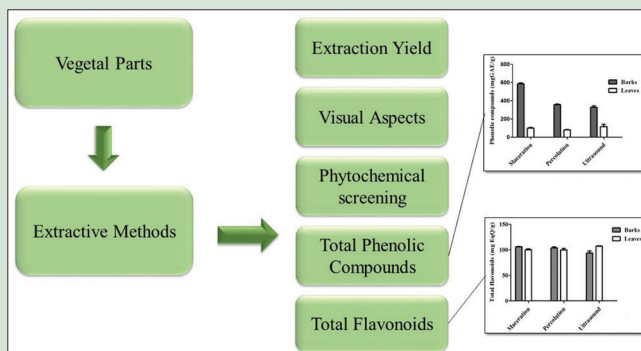 Vegetal Parts
Extractive Methods
Extraction Yield
Visual Aspects
Phytochemical
screening
Total Phenolic
Compounds
Total Flavonoids
Phenolic compounds (mgGAE/g)
800
600
400
200
0
Maceration
Percolation
Ultrasound
Barks
Leaves
Total flavonoids (mg EqQ/g)
150
100
50
0
Maceration
Percolation
Ultrasound
Barks
Leaves